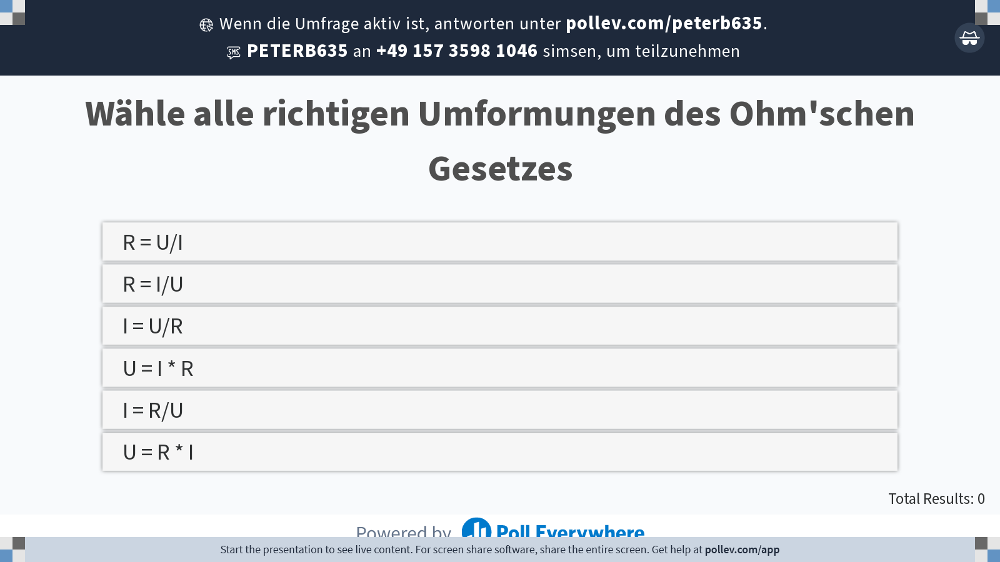 Wenn die Umfrage aktiv ist, antworten unter pollev.com/peterb635.
SMS PETERB635 an +49 157 3598 1046 simsen, um teilzunehmen
Wähle alle richtigen Umformungen des Ohm'schen
Gesetzes
R = U/I
R = I/U
I = U/R
U = I * R
I = R/U
U = R * I
Total Results: 0
Powered by Poll Everywhere
Start the presentation to see live content. For screen share software, share the entire screen. Get help at pollev.com/app